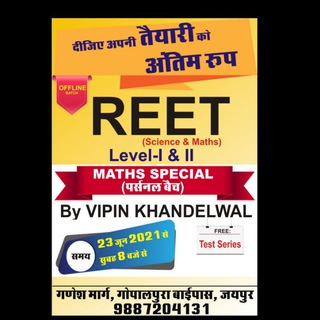 दीजिए अपनी तैयारी को
अंतिम रूप
OFFLINE
BATCH
REET
(Science & Maths)
Level-I & II
MATHS SPECIAL
(पर्सनल बैच)
By VIPIN KHANDELWAL
समय
23 जून 2021 से
सुबह 8 बजे से
FREE:
Test Series
गणेश मार्ग, गोपालपुरा बाईपास, जयपुर
9887204131